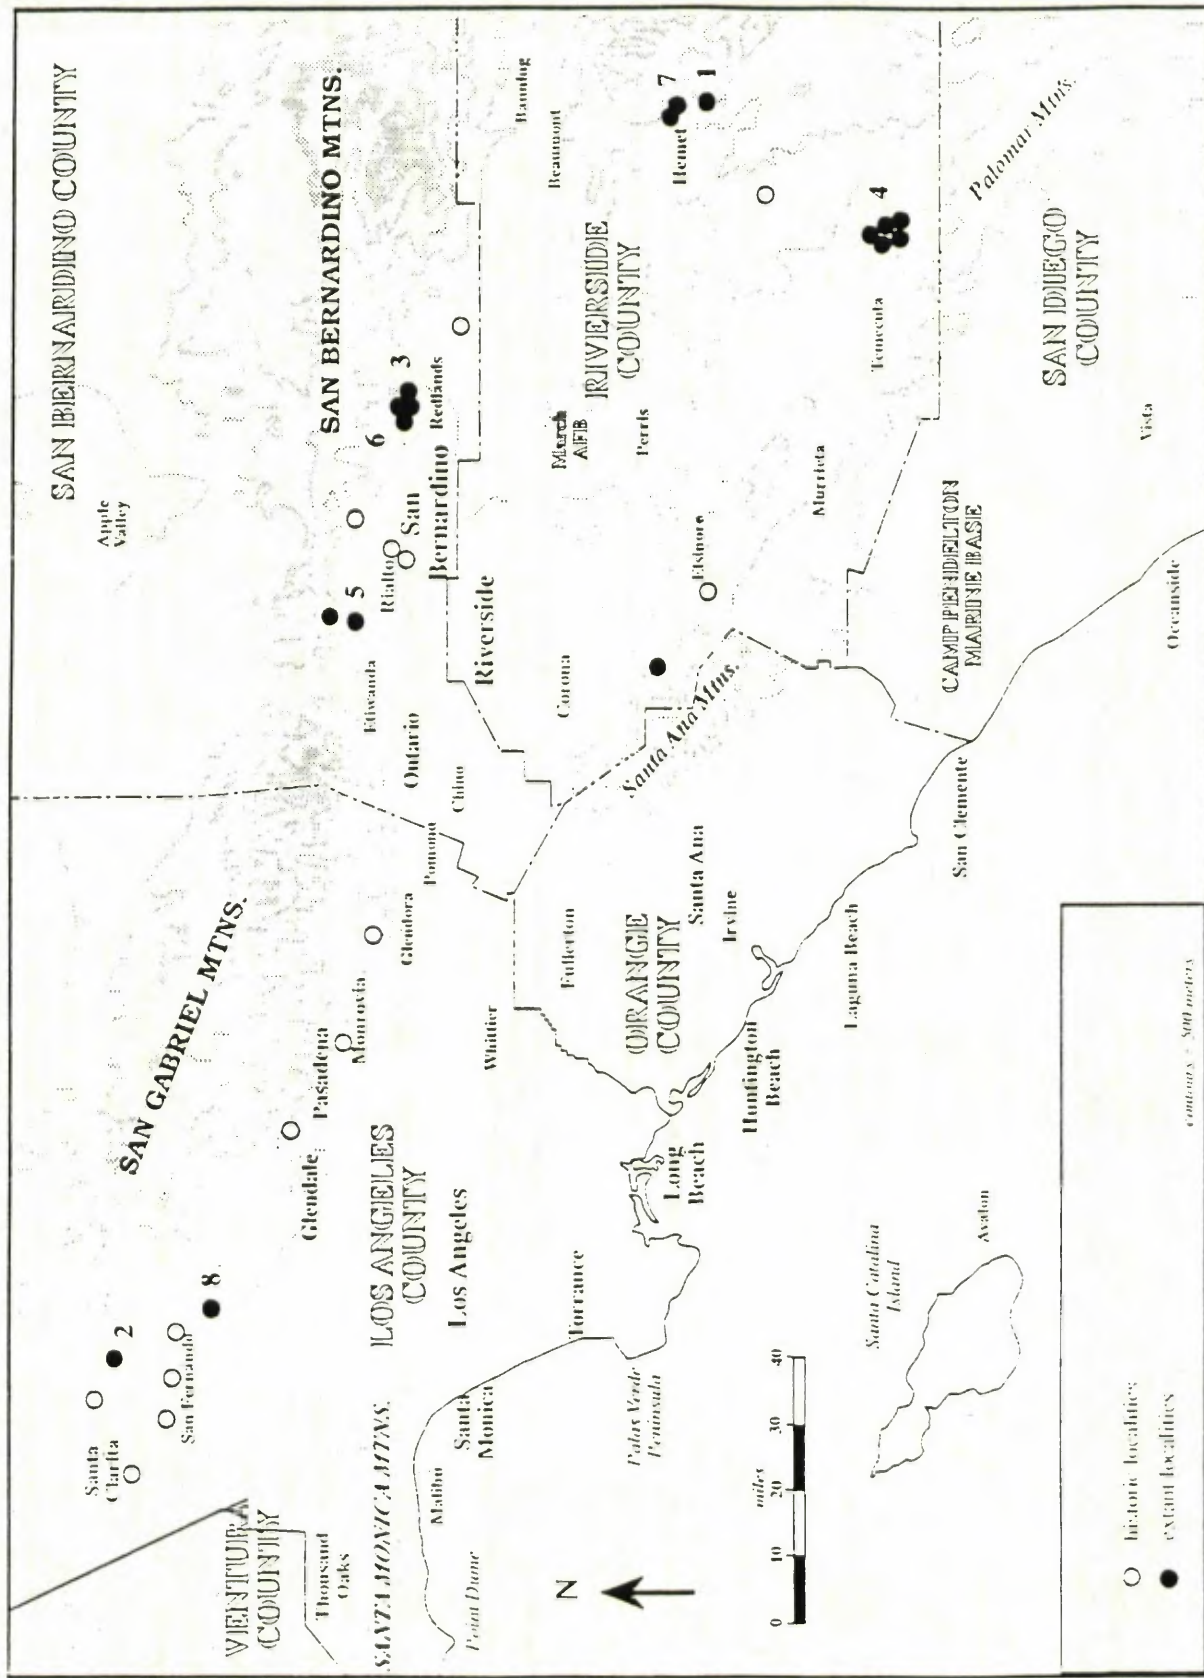 SAN BERNARDINO COUNTY
Apple
Valley
SAN GABRIEL MTNS.
SAN BERNARDINO MTNS.
Santa
Clarita
2
San Fernando
8
VENTURA
COUNTY
Thousand
Oaks
Glendale
Pasadena
Monrovia
Glendora
Pomona
Etiwanda
Ontario
Chino
5
Rialto
San
Bernardino
6
3
Redlands
SANTA MONICA MTNS.
LOS ANGELES
COUNTY
Los Angeles
Malibu
Santa
Monica
Point Dume
Whittier
Riverside
Banning
Beaumont
Fullerton
Corona
March
AFB
RIVERSIDE
COUNTY
Torrance
Palos Verde
Peninsula
Long
Beach
ORANGE
COUNTY
Santa Ana
Irvine
Huntington
Beach
Santa Ana Mtns.
Perris
Elsinore
Hemet
7
1
Murrieta
Temecula
4
Laguna Beach
San Clemente
CAMP PENDELTON
MARINE BASE
SAN DIEGO
COUNTY
Palomar Mtns.
Vista
Oceanside
N
miles
0 10 20 30 40
Santa Catalina
Island
Avalon
historic localities
extant localities
contours = 500 meters